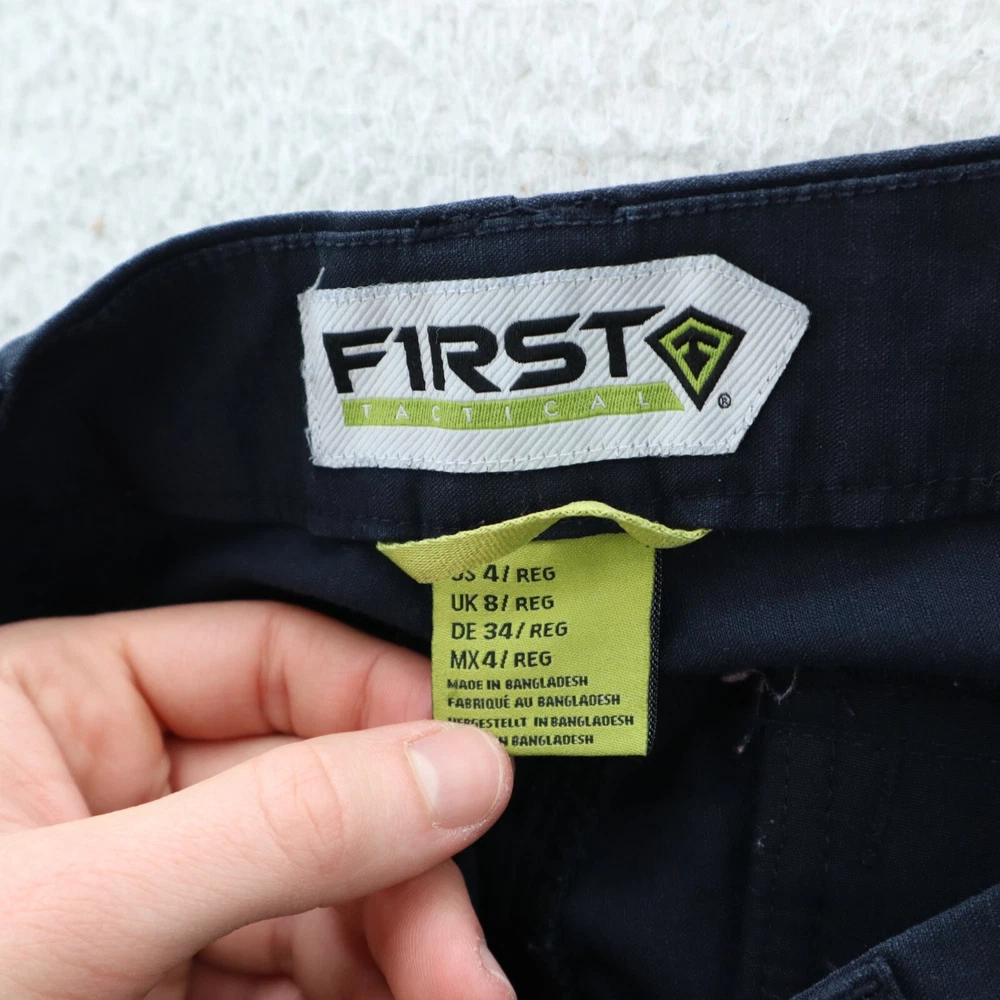 F1RST
TACTICAL
®
US 4/ REG
UK 8/ REG
DE 34/ REG
MX 4/ REG
MADE IN BANGLADESH
FABRIQUÉ AU BANGLADESH
HERGESTELLT IN BANGLADESH
BANGLADESH